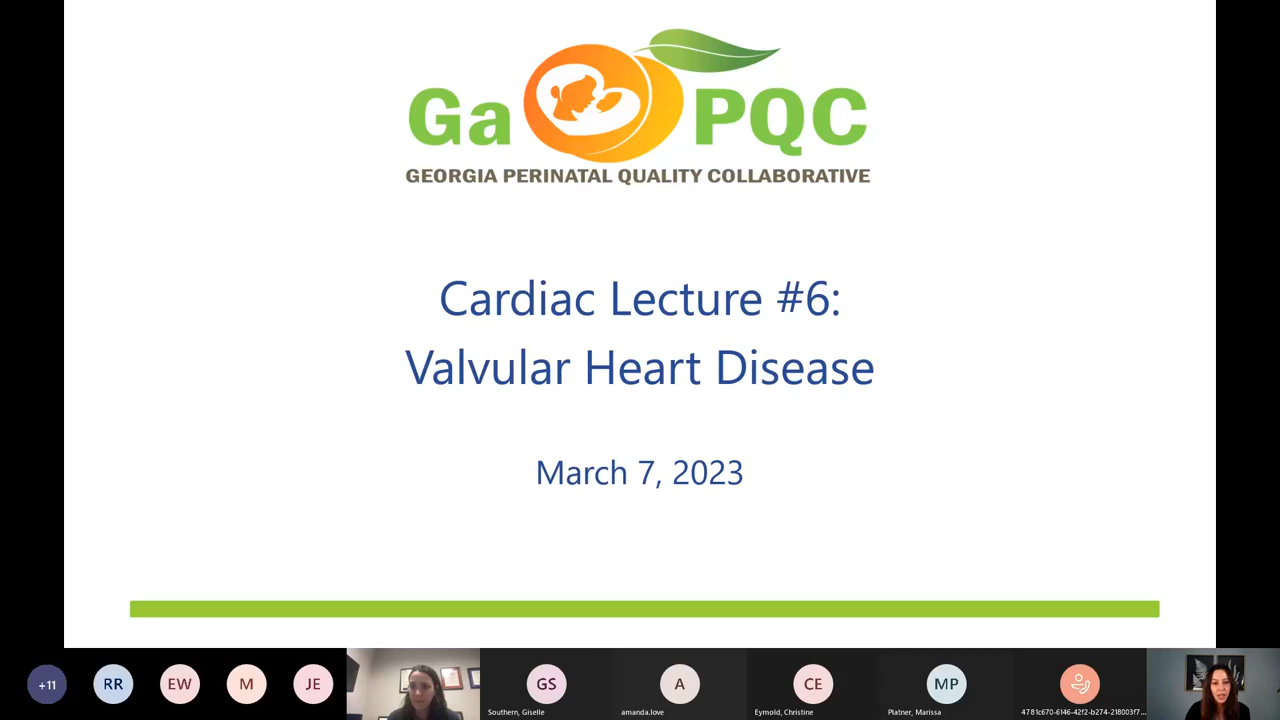 Ga PQC
GEORGIA PERINATAL QUALITY COLLABORATIVE
Cardiac Lecture #6:
Valvular Heart Disease
March 7, 2023
+11
RR
EW
M
JE
GS
A
CE
MP
Southern, Giselle
amanda.love
Eymold, Christine
Platner, Marissa
4781c670-6146-42f2-b274-218003f7...